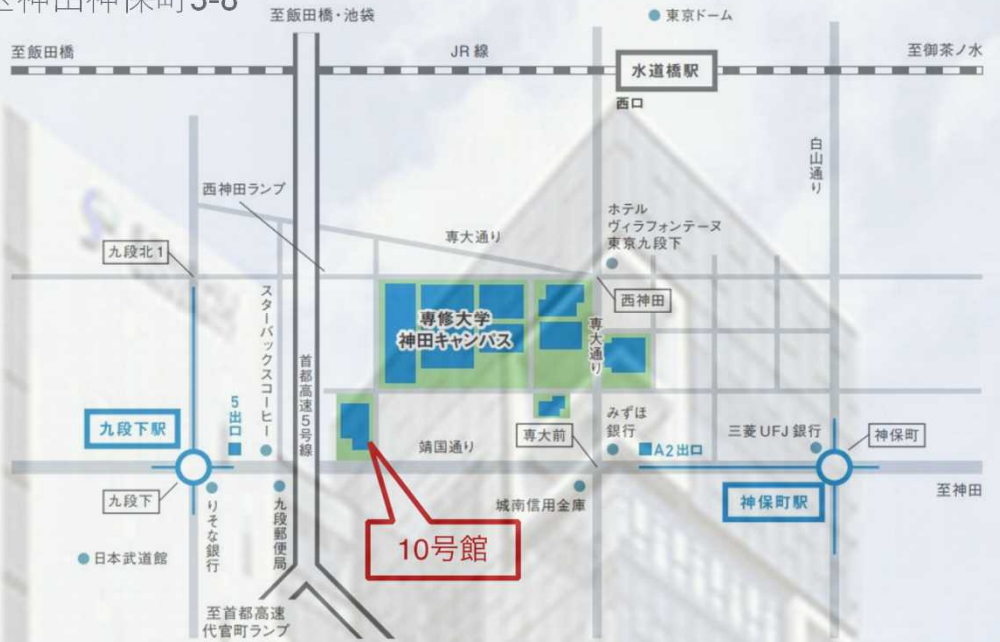 区神田神保町3-8
至飯田橋・池袋
東京ドーム
至飯田橋
JR 線
至御茶ノ水
水道橋駅
西口
白山通り
西神田ランプ
ホテル
ヴィラフォンテーヌ
東京九段下
専大通り
九段北1
西神田
スターバックスコーヒー
専修大学
神田キャンパス
専大通り
首都高速5号線
5出口
九段下駅
みずほ
銀行
三菱UFJ銀行
神保町
専大前
A2出口
靖国通り
至神田
九段下
城南信用金庫
神保町駅
りそな銀行
九段郵便局
10号館
日本武道館
至首都高速
代官町ランプ